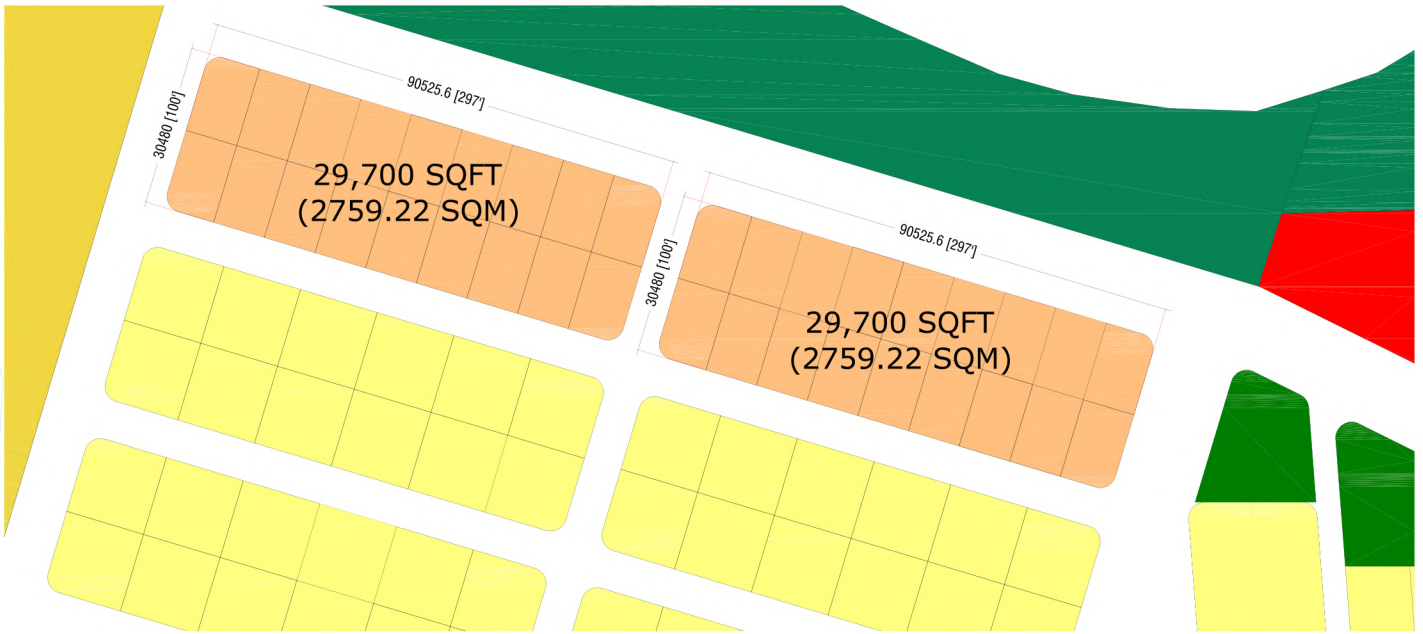 90525.6 [297']
30480 [100']
29,700 SQFT
(2759.22 SQM)
90525.6 [297']
30480 [100']
29,700 SQFT
(2759.22 SQM)